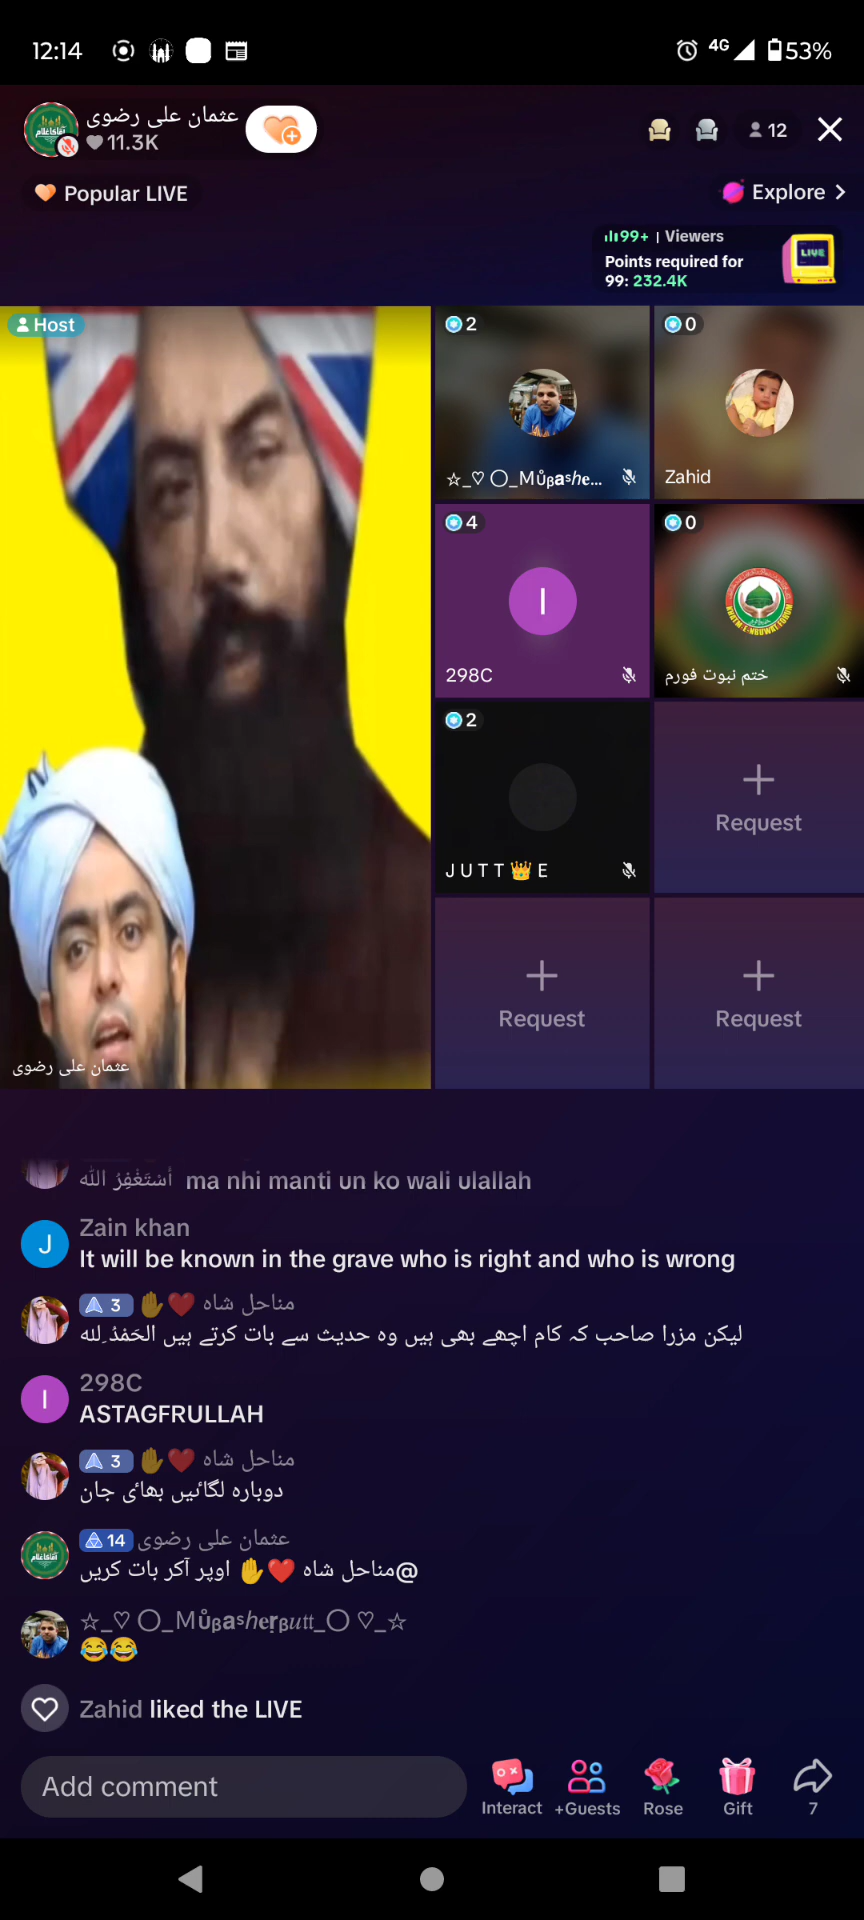 12:14
4G
53%
عثمان علی رضوی
11.3K
12
Popular LIVE
Explore
99+ | Viewers
Points required for
99: 232.4K
LIVE
Host
2
0
☆_♡ ◯_Můᵦaˢℎe...
Zahid
4
0
I
298C
ختم نبوت فورم
2
Request
J U T T 👑 E
Request
Request
عثمان علی رضوی
أَسْتَغْفِرُ اللّٰه ma nhi manti un ko wali ulallah
J
Zain khan
It will be known in the grave who is right and who is wrong
3 ✋❤️ مناحل شاہ
لیکن مزرا صاحب کہ کام اچھے بھی ہیں وہ حدیث سے بات کرتے ہیں الحَمْدُ ِلله
I
298C
ASTAGFRULLAH
3 ✋❤️ مناحل شاہ
دوبارہ لگائیں بھائی جان
14 عثمان علی رضوی
@مناحل شاہ ❤️✋ اوپر آکر بات کریں
☆_♡ ◯_Můᵦaˢℎeṛᵦutt_◯ ♡_☆
😂😂
Zahid liked the LIVE
Add comment
Interact
+Guests
Rose
Gift
7